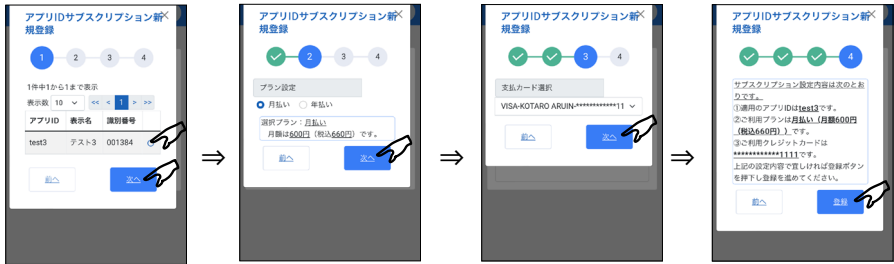 アプリIDサブスクリプション新
規登録
1
2
3
4
1件中1から1まで表示
表示数 10 << < 1 > >>
アプリID 表示名 識別番号
test3 テスト3 001384
前へ 次へ
⇒
アプリIDサブスクリプション新
規登録
2
3
4
プラン設定
月払い 年払い
選択プラン：月払い
月額は600円（税込660円）です。
前へ 次へ
⇒
アプリIDサブスクリプション新
規登録
3
4
支払カード選択
VISA-KOTARO ARUIN-************11
前へ 次へ
⇒
アプリIDサブスクリプション新
規登録
4
サブスクリプション設定内容は次のとお
りです。
①適用のアプリIDはtest3です。
②ご利用プランは月払い（月額600円
（税込660円））です。
③ご利用クレジットカードは
************1111です。
上記の設定内容で宜しければ登録ボタン
を押下し登録を進めてください。
前へ 登録